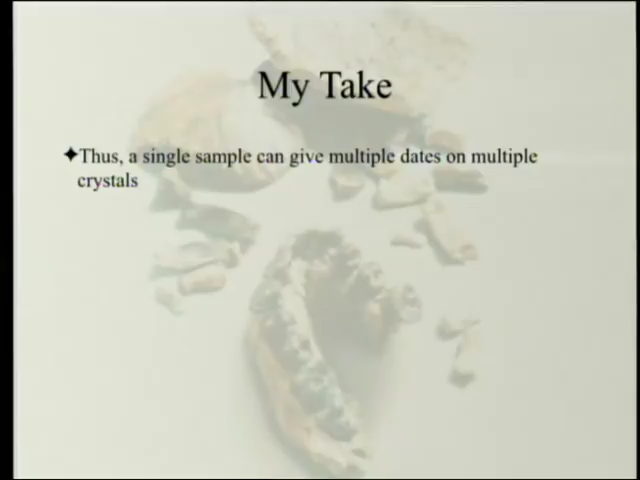 My Take
✦Thus, a single sample can give multiple dates on multiple
crystals